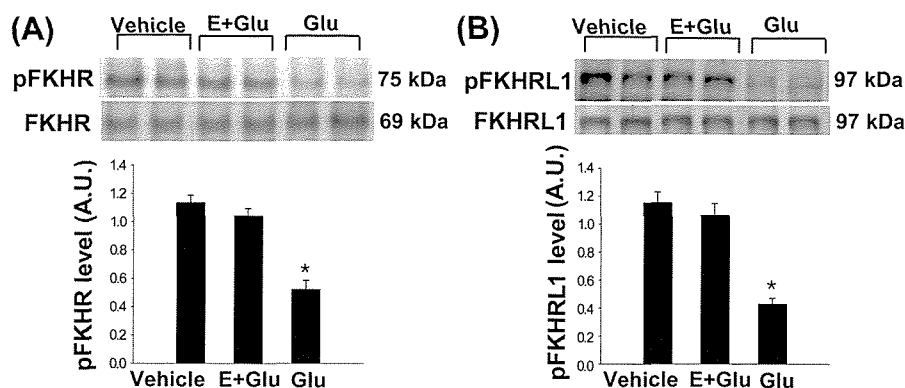 (A)
Vehicle E+Glu Glu
pFKHR 75 kDa
FKHR 69 kDa
pFKHR level (A.U.)
1.4
1.2
1.0
0.8
0.6
0.4
0.2
0.0
*
Vehicle E+Glu Glu
(B)
Vehicle E+Glu Glu
pFKHRL1 97 kDa
FKHRL1 97 kDa
pFKHRL1 level (A.U.)
1.4
1.2
1.0
0.8
0.6
0.4
0.2
0.0
*
Vehicle E+Glu Glu